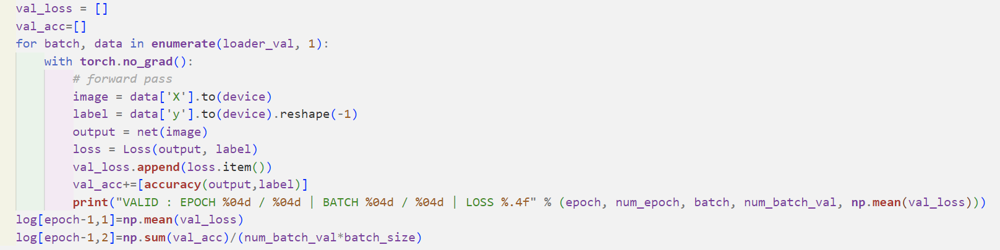 val_loss = []
val_acc=[]
for batch, data in enumerate(loader_val, 1):
    with torch.no_grad():
        # forward pass
        image = data['X'].to(device)
        label = data['y'].to(device).reshape(-1)
        output = net(image)
        loss = Loss(output, label)
        val_loss.append(loss.item())
        val_acc+=[accuracy(output,label)]
        print("VALID : EPOCH %04d / %04d | BATCH %04d / %04d | LOSS %.4f" % (epoch, num_epoch, batch, num_batch_val, np.mean(val_loss)))
log[epoch-1,1]=np.mean(val_loss)
log[epoch-1,2]=np.sum(val_acc)/(num_batch_val*batch_size)